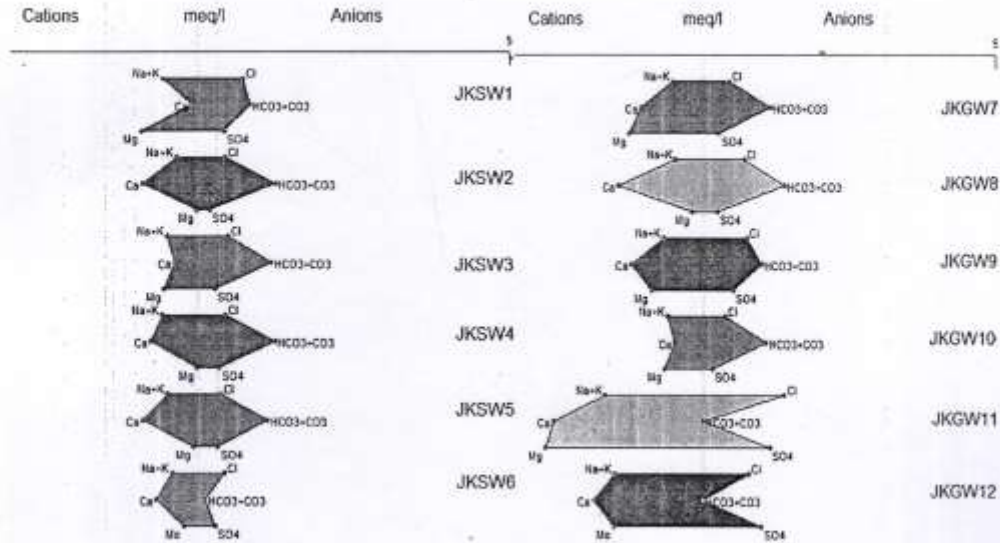 Cations meq/l Anions Cations meq/l Anions
5 5
Na+K Cl
Ca HCO3+CO3 JKSW1
Mg SO4
Na+K Cl
Ca HCO3+CO3 JKGW7
Mg SO4
Na+K Cl
Ca HCO3+CO3 JKSW2
Mg SO4
Na+K Cl
Ca HCO3+CO3 JKGW8
Mg SO4
Na+K Cl
Ca HCO3+CO3 JKSW3
Mg SO4
Na+K Cl
Ca HCO3+CO3 JKGW9
Mg SO4
Na+K Cl
Ca HCO3+CO3 JKSW4
Mg SO4
Na+K Cl
Ca HCO3+CO3 JKGW10
Mg SO4
Na+K Cl
Ca HCO3+CO3 JKSW5
Mg SO4
Na+K Cl
Ca HCO3+CO3 JKGW11
Mg SO4
Na+K Cl
Ca HCO3+CO3 JKSW6
Mg SO4
Na+K Cl
Ca HCO3+CO3 JKGW12
Mg SO4